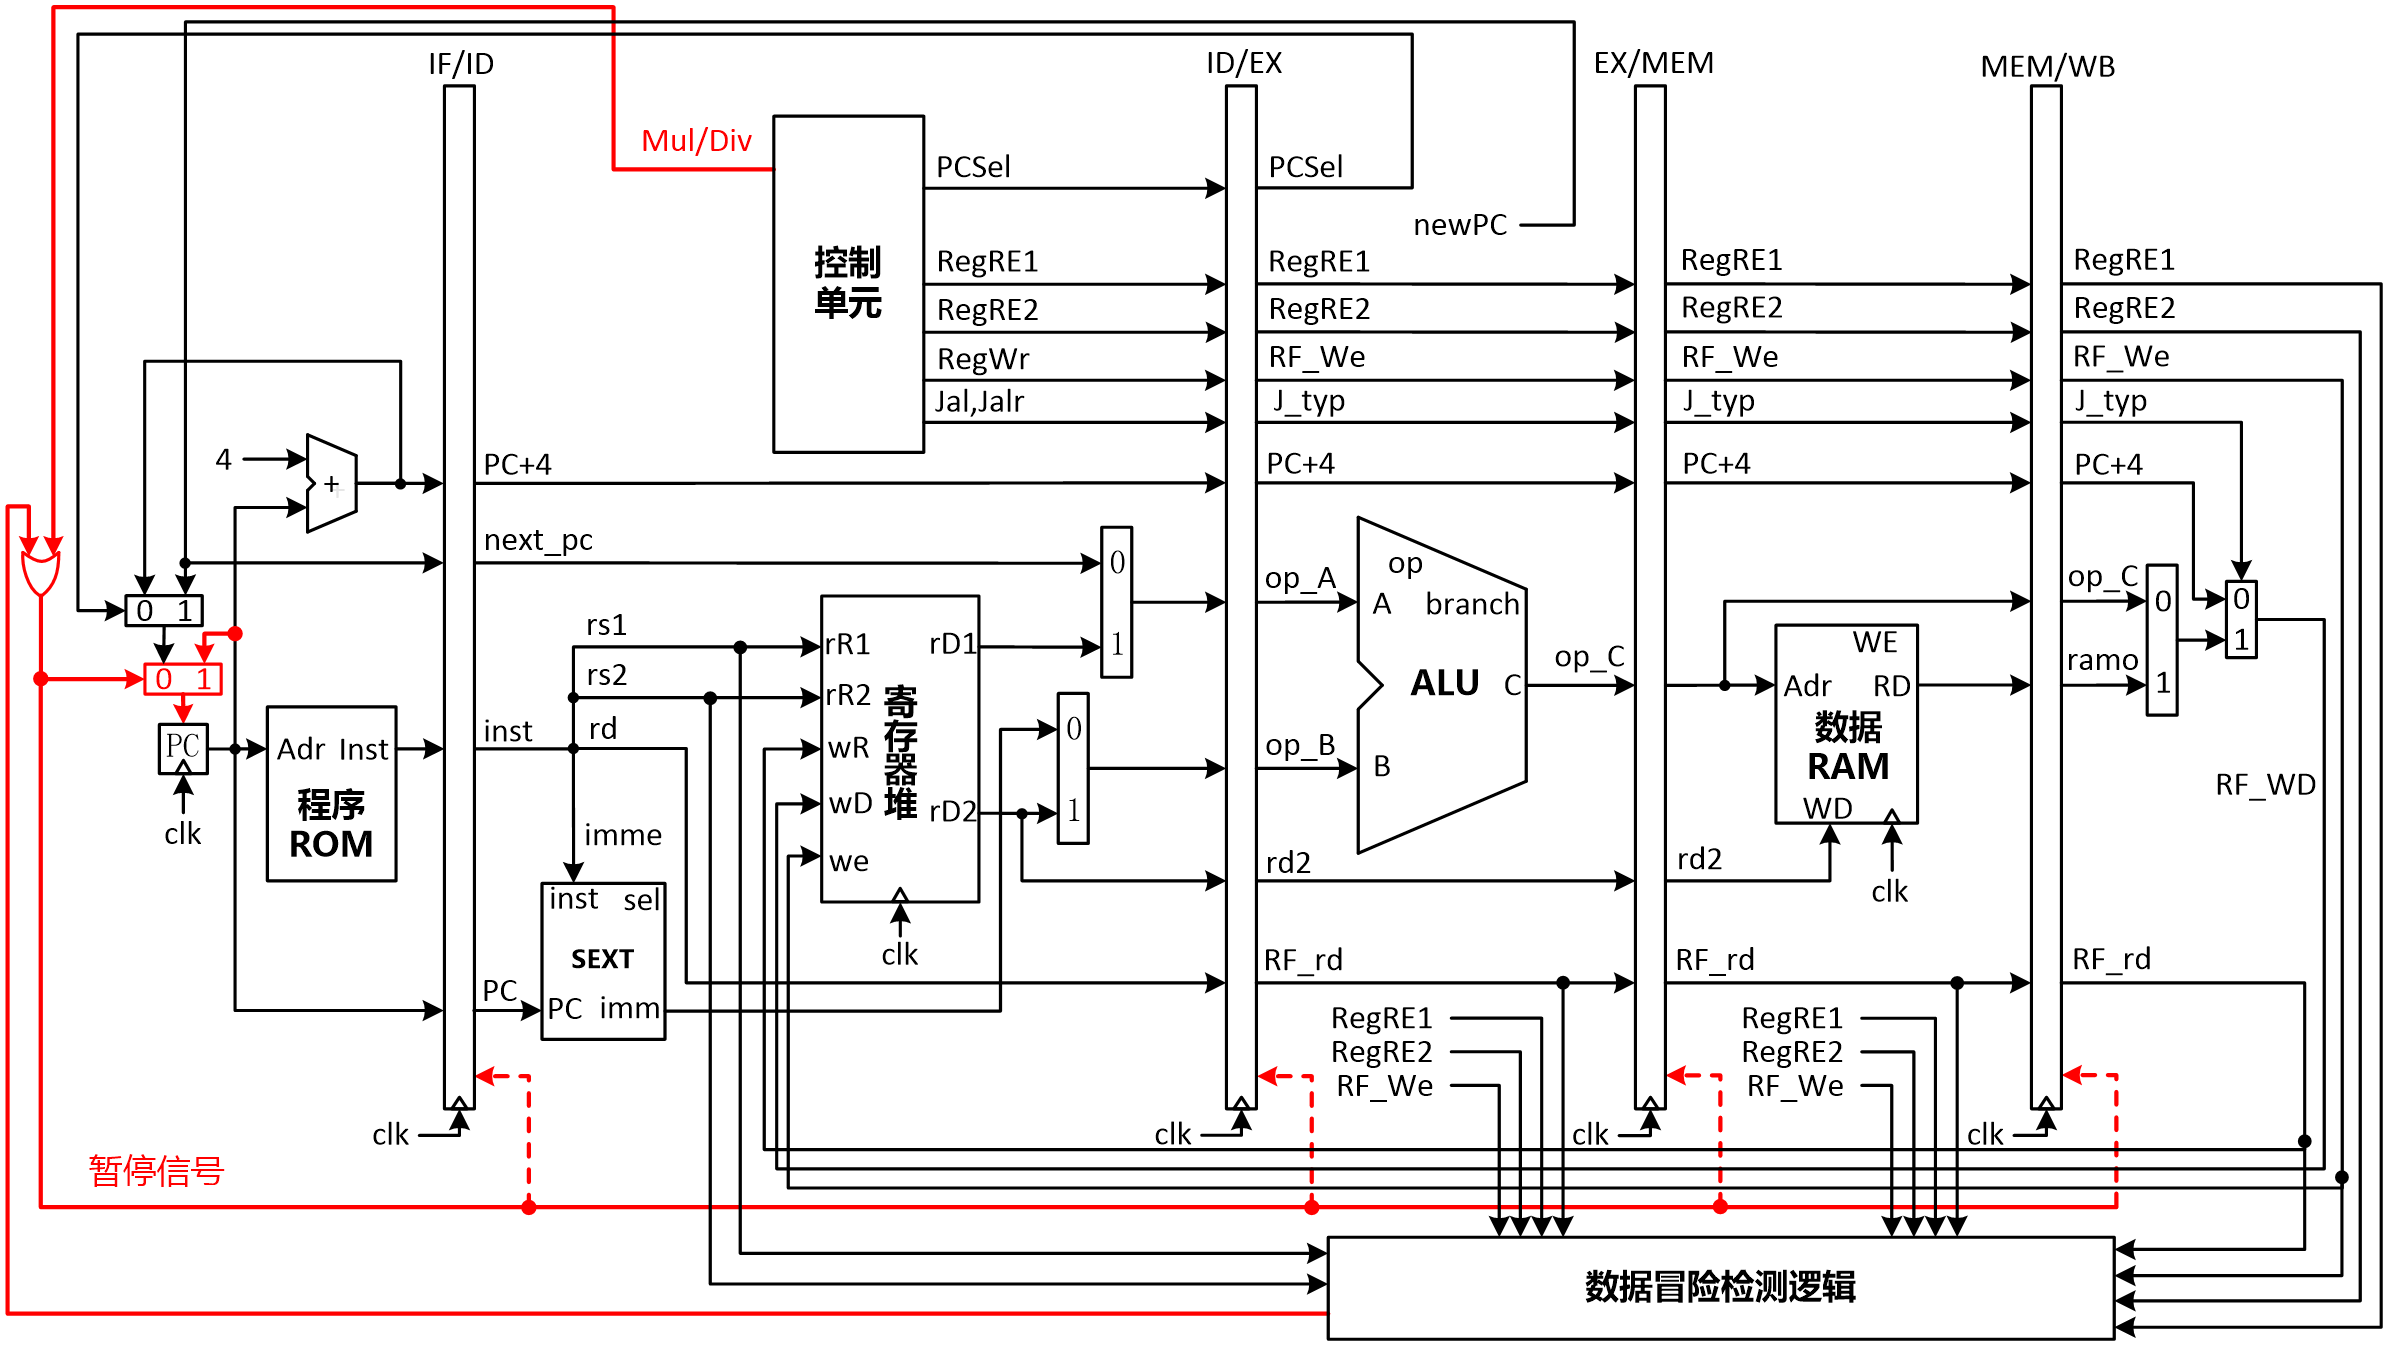 IF/ID
ID/EX
EX/MEM
MEM/WB
Mul/Div
PCSel
PCSel
newPC
控制
单元
RegRE1
RegRE1
RegRE1
RegRE1
RegRE2
RegRE2
RegRE2
RegRE2
RegWr
RF_We
RF_We
RF_We
Jal,Jalr
J_typ
J_typ
J_typ
4
+
PC+4
PC+4
PC+4
PC+4
next_pc
0
1
op_A
op
A
branch
ALU
C
B
op_C
op_C
0
1
0
1
0 1
0 1
PC
clk
Adr Inst
程序
ROM
inst
rs1
rs2
rd
imme
rR1
rR2
wR
wD
we
rD1
rD2
寄存器堆
clk
0
1
op_B
WE
Adr
RD
数据
RAM
WD
clk
ramo
RF_WD
rd2
rd2
inst
sel
SEXT
PC
imm
PC
RF_rd
RF_rd
RF_rd
RegRE1
RegRE2
RF_We
RegRE1
RegRE2
RF_We
clk
clk
clk
clk
暂停信号
数据冒险检测逻辑